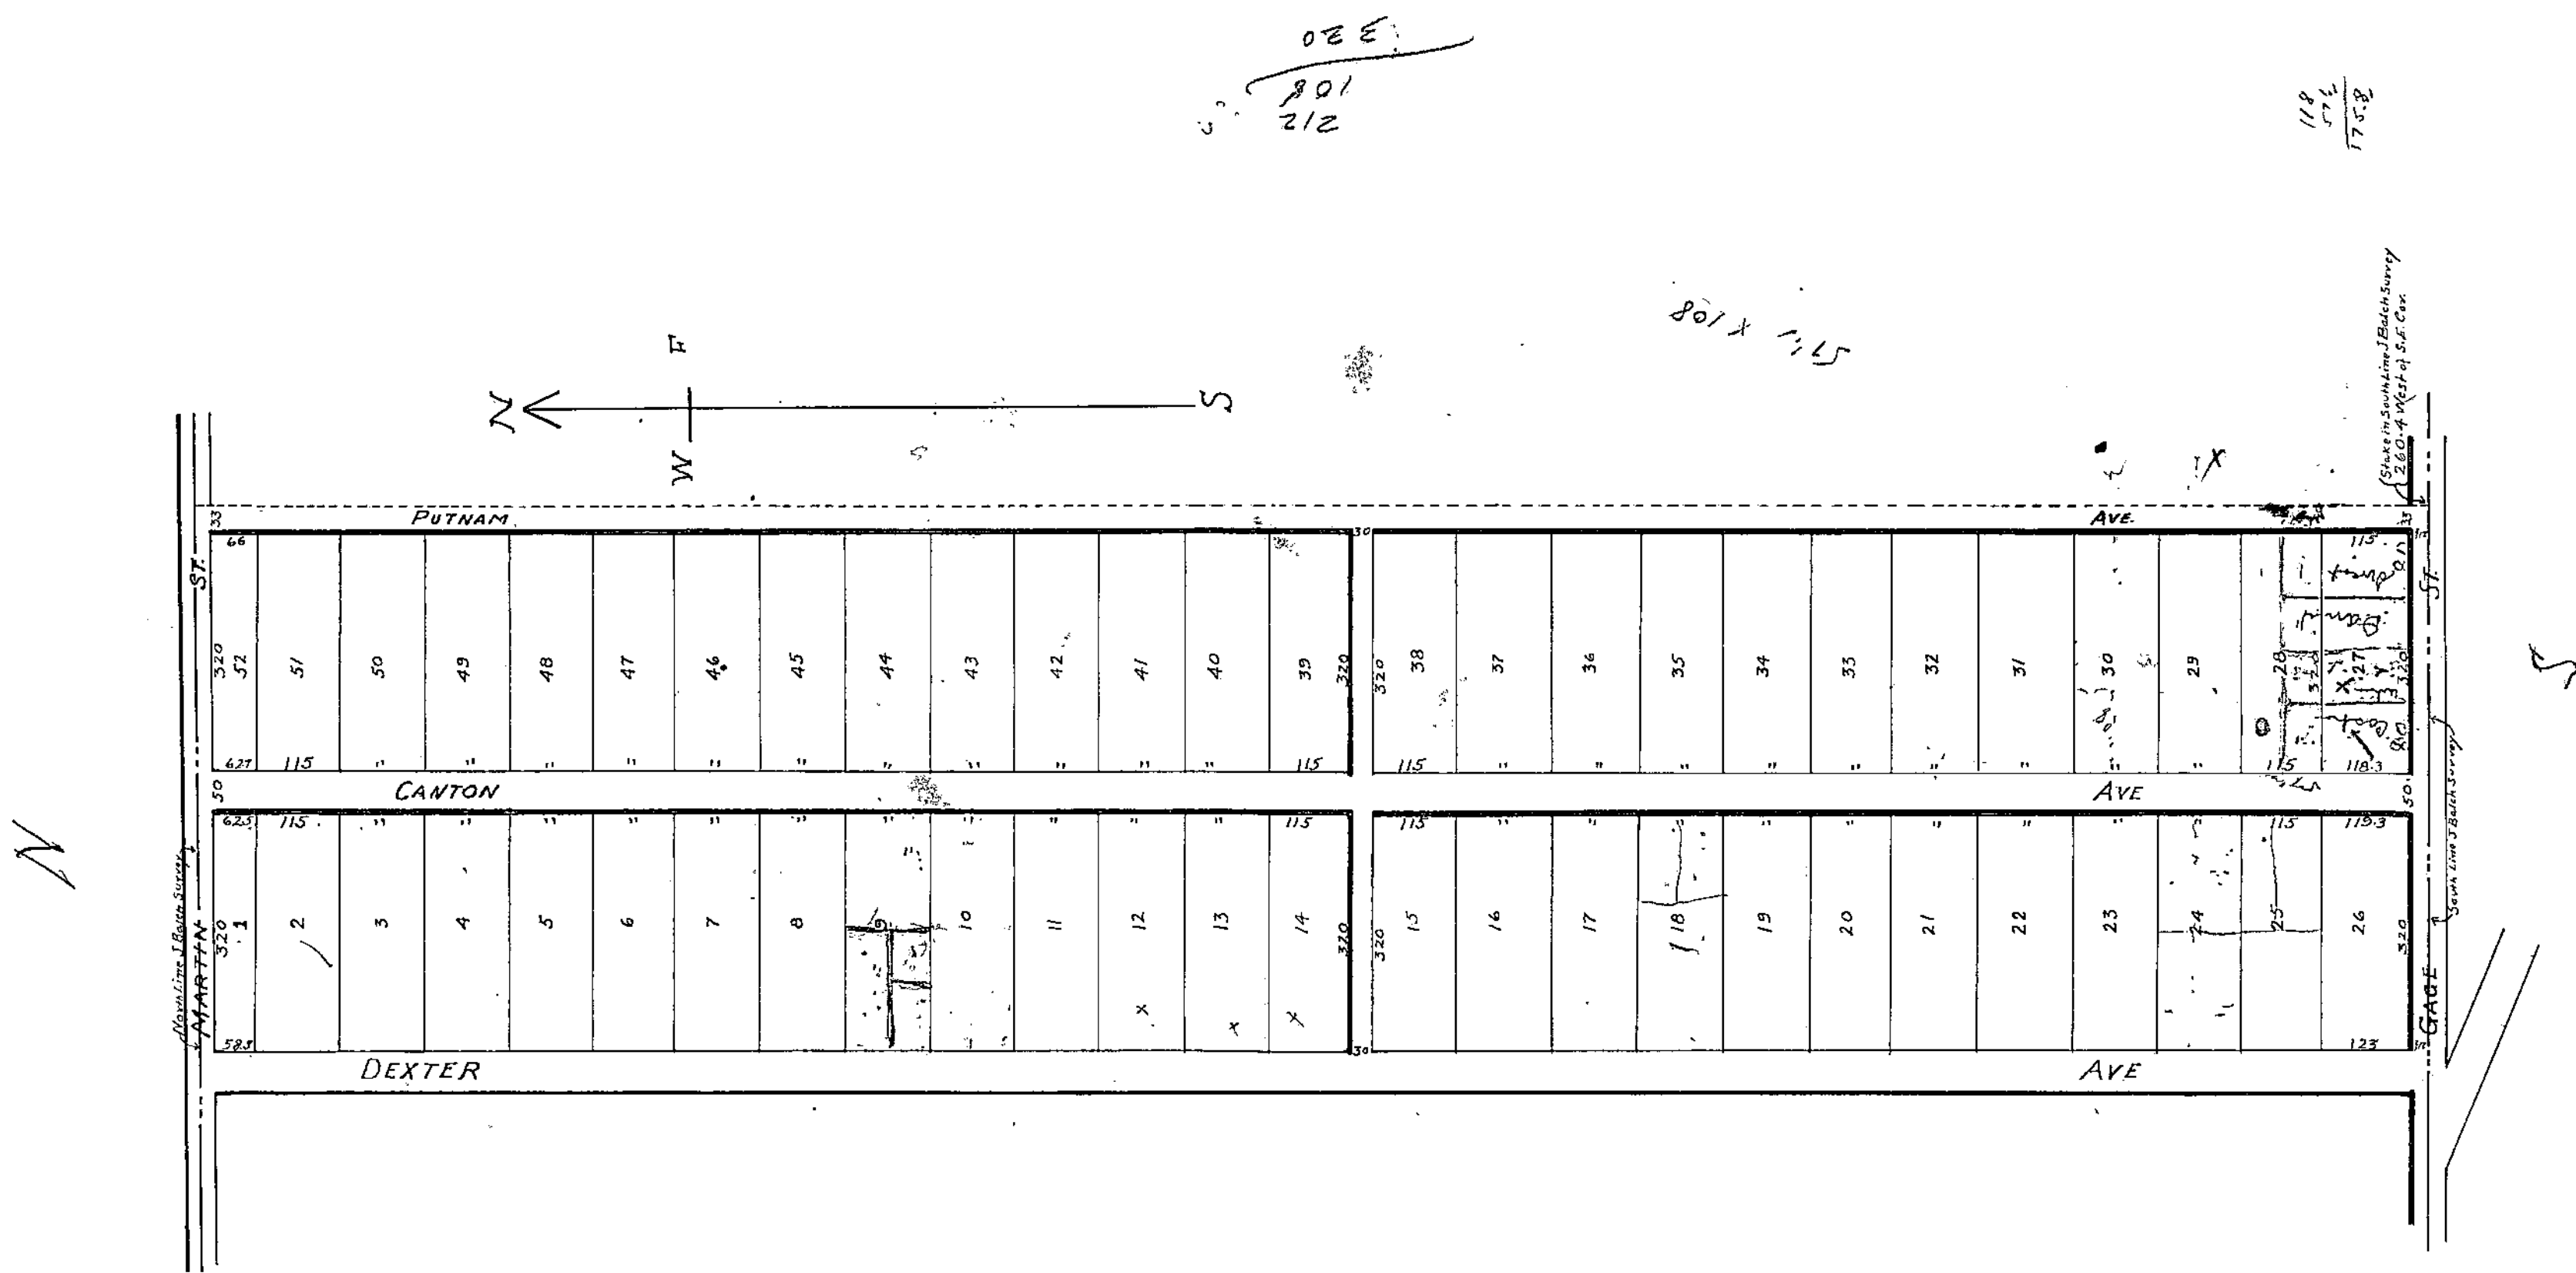 320
108
212
118
175.8
57½ × 108
N
S
W
Stake in South Line J Balch Survey
260.4 West of S.E. Cor.
33 PUTNAM AVE. 33
ST. ST.
66 30 115
320 52 51 50 49 48 47 46 45 44 43 42 41 40 39 320
320 38 37 36 35 34 33 32 31 30 29 28 320 27 320
627 115 " " " " " " " " " " " 115
115 " " " " " " " " " 115 118.3
50 CANTON AVE 50
625 115 " " " " " " " " " " " 115
115 " " " " " " " " " 115 119.3
320 1 2 3 4 5 6 7 8 9 10 11 12 13 14 320
320 15 16 17 18 19 20 21 22 23 24 25 26 320
X X X
585 30 123
DEXTER AVE
North Line J Balch Survey
MARTIN
South Line J Balch Survey
GAGE
N
S